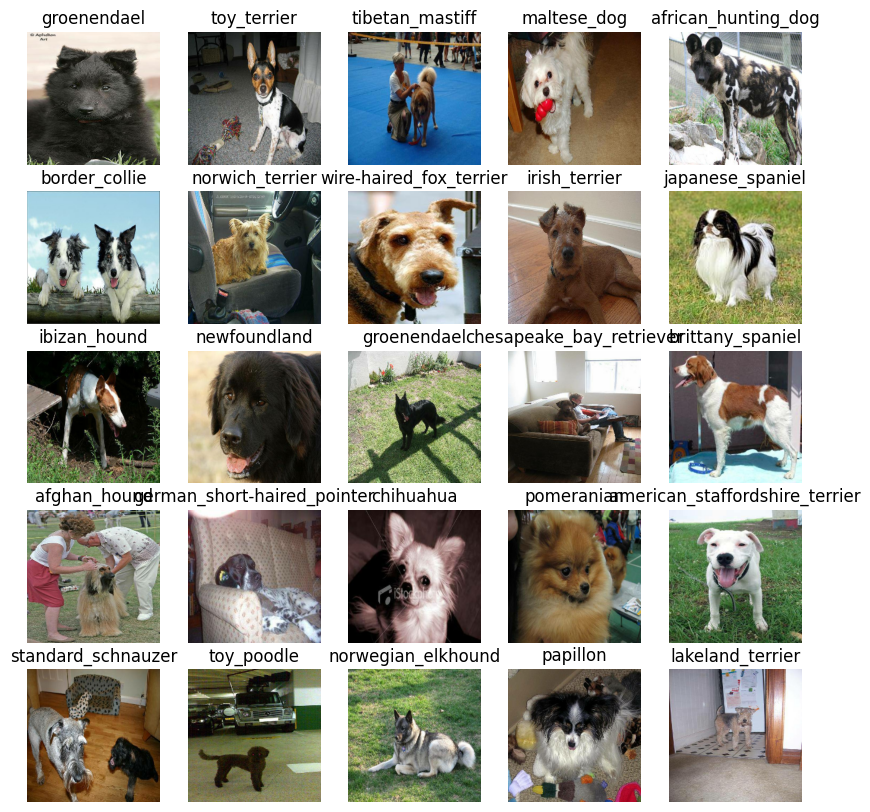 groenendael
toy_terrier
tibetan_mastiff
maltese_dog
african_hunting_dog
border_collie
norwich_terrier
wire-haired_fox_terrier
irish_terrier
japanese_spaniel
ibizan_hound
newfoundland
groenendael
chesapeake_bay_retriever
brittany_spaniel
afghan_hound
german_short-haired_pointer
chihuahua
pomeranian
american_staffordshire_terrier
standard_schnauzer
toy_poodle
norwegian_elkhound
papillon
lakeland_terrier